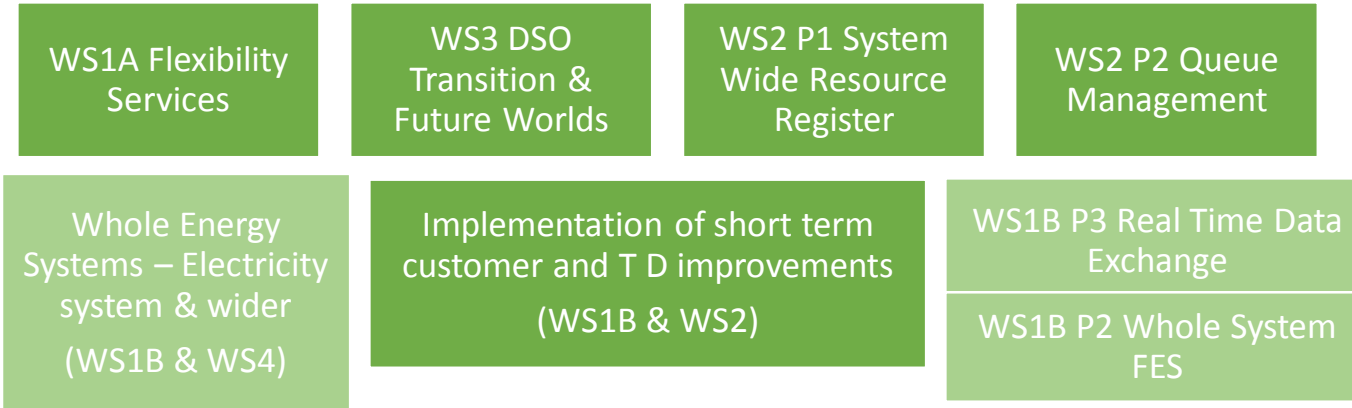 WS1A Flexibility
Services
WS3 DSO
Transition &
Future Worlds
WS2 P1 System
Wide Resource
Register
WS2 P2 Queue
Management
Whole Energy
Systems – Electricity
system & wider
(WS1B & WS4)
Implementation of short term
customer and T D improvements
(WS1B & WS2)
WS1B P3 Real Time Data
Exchange
WS1B P2 Whole System
FES